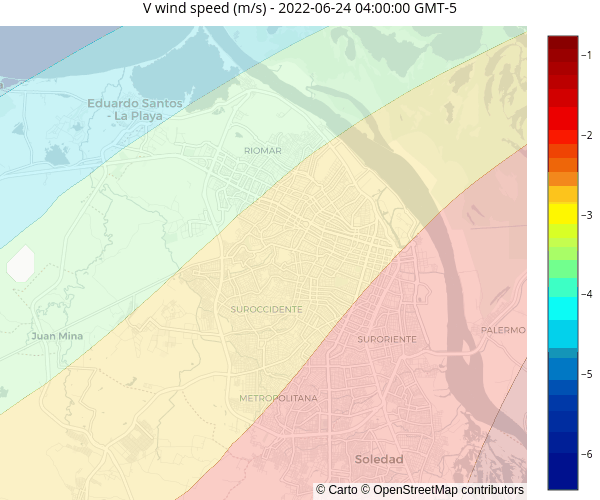 V wind speed (m/s) - 2022-06-24 04:00:00 GMT-5
Eduardo Santos
- La Playa
RIOMAR
SUROCCIDENTE
Juan Mina
SURORIENTE
PALERMO
METROPOLITANA
Soledad
© Carto © OpenStreetMap contributors
−1
−2
−3
−4
−5
−6